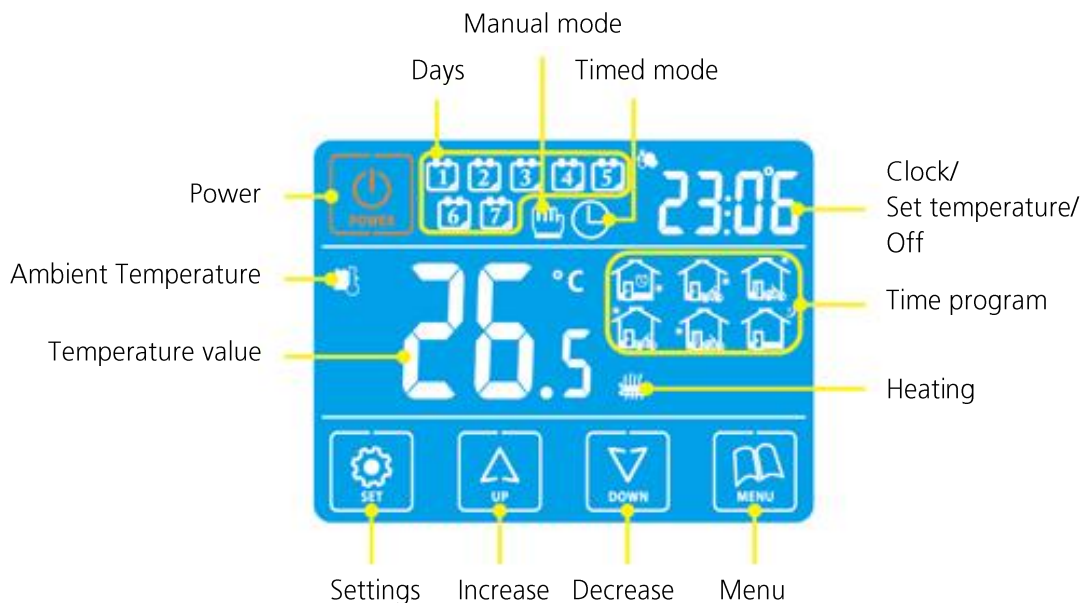 Manual mode
Days
Timed mode
Power
POWER
1 2 3 4 5
6 7
23:06
Clock/
Set temperature/
Off
Ambient Temperature
26.5 °C
Time program
Temperature value
Heating
SET
UP
DOWN
MENU
Settings
Increase
Decrease
Menu